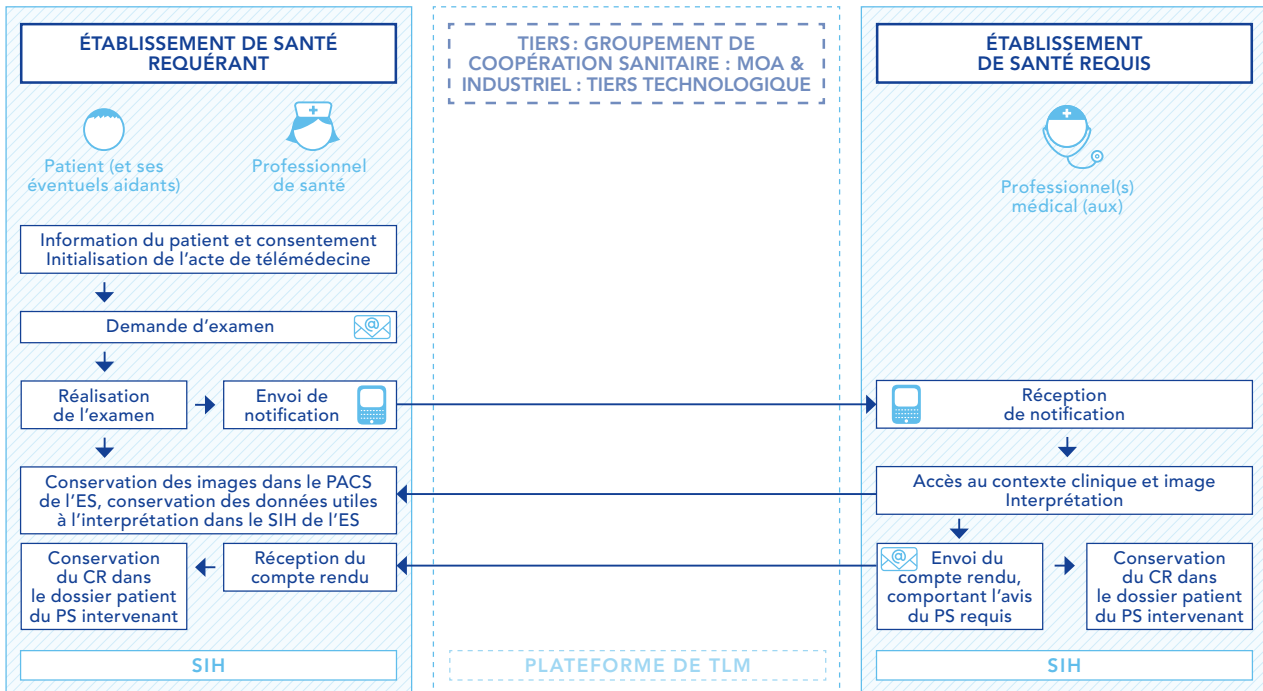 ÉTABLISSEMENT DE SANTÉ
REQUÉRANT
TIERS : GROUPEMENT DE
COOPÉRATION SANITAIRE : MOA &
INDUSTRIEL : TIERS TECHNOLOGIQUE
ÉTABLISSEMENT
DE SANTÉ REQUIS
Patient (et ses
éventuels aidants)
Professionnel
de santé
Professionnel(s)
médical (aux)
Information du patient et consentement
Initialisation de l’acte de télémédecine
Demande d’examen
@
Réalisation
de l’examen
Envoi de
notification
Réception
de notification
Conservation des images dans le PACS
de l’ES, conservation des données utiles
à l’interprétation dans le SIH de l’ES
Accès au contexte clinique et image
Interprétation
Conservation
du CR dans
le dossier patient
du PS intervenant
Réception du
compte rendu
@
Envoi du
compte rendu,
comportant l’avis
du PS requis
Conservation
du CR dans
le dossier patient
du PS intervenant
SIH
PLATEFORME DE TLM
SIH